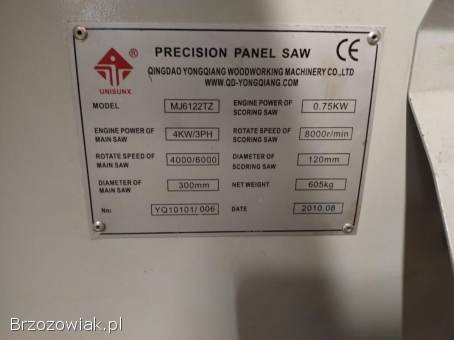 PRECISION PANEL SAW CE
®
UNISUNX
QINGDAO YONGQIANG WOODWORKING MACHINERY CO.,LTD
WWW.QD-YONGQIANG.COM
MODEL MJ6122TZ
ENGINE POWER OF SCORING SAW 0.75KW
ENGINE POWER OF MAIN SAW 4KW/3PH
ROTATE SPEED OF SCORING SAW 8000r/min
ROTATE SPEED OF MAIN SAW 4000/6000
DIAMETER OF SCORING SAW 120mm
DIAMETER OF MAIN SAW 300mm
NET WEIGHT 605kg
No: YQ10101/006
DATE 2010.08
Brzozowiak.pl